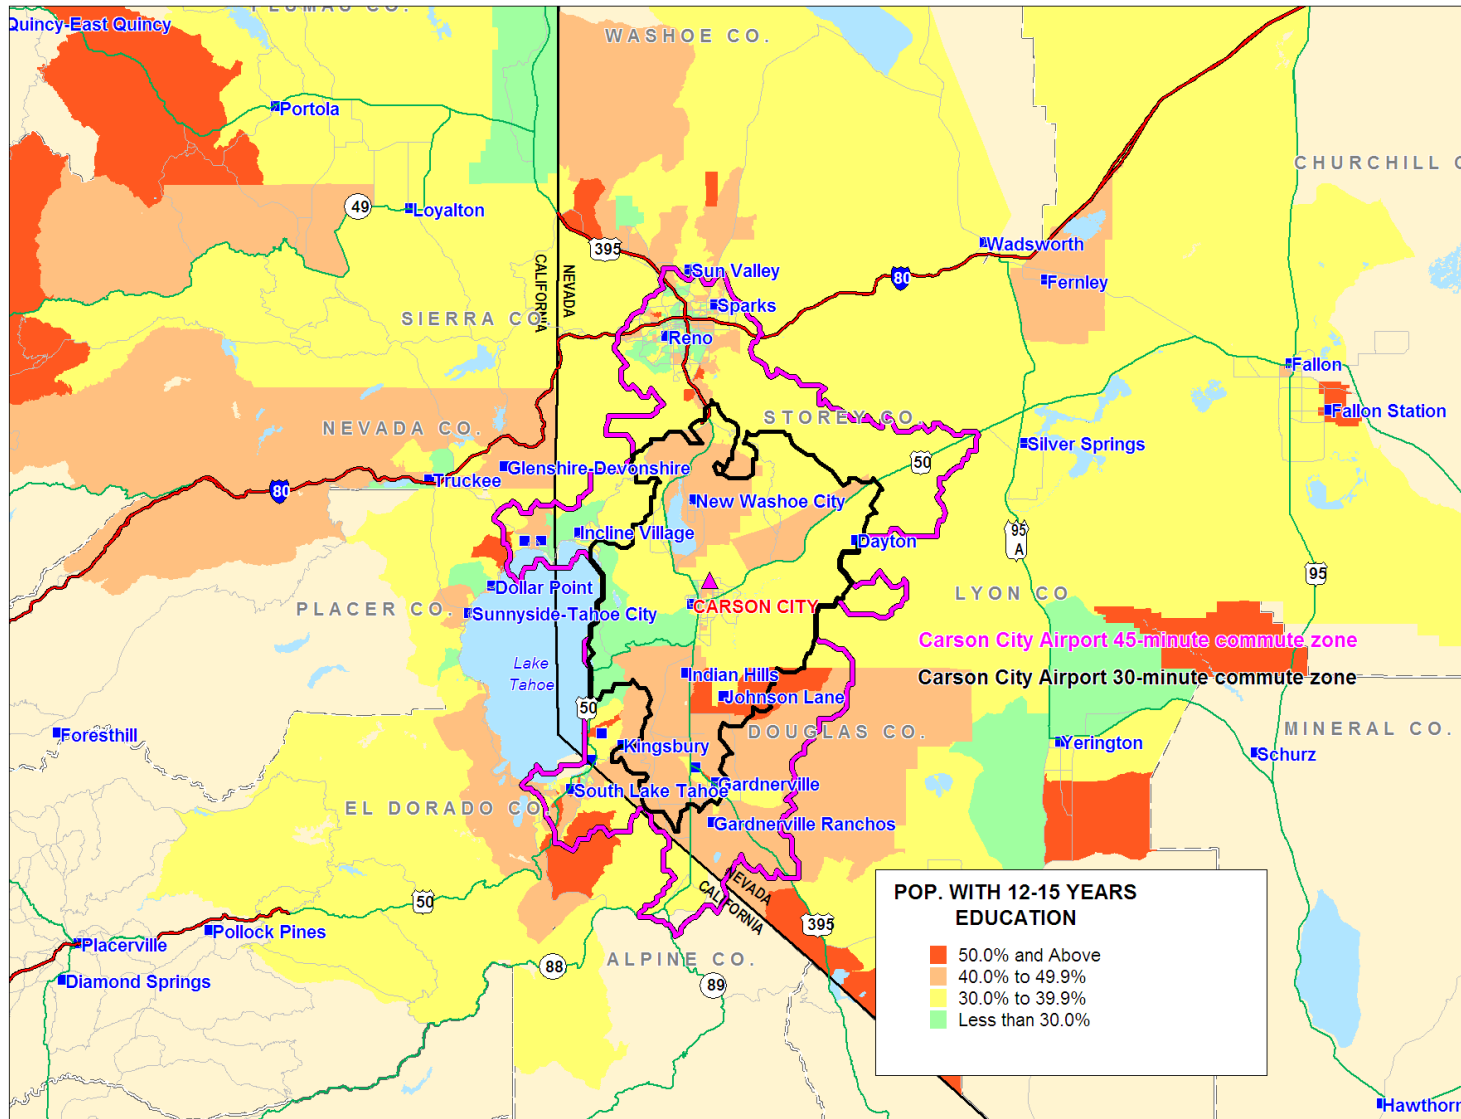 PLUMAS CO.
Quincy-East Quincy
WASHOE CO.
Portola
CHURCHILL C
49
Loyalton
395
NEVADA
CALIFORNIA
Wadsworth
Sun Valley
80
Fernley
Sparks
SIERRA CO.
Reno
Fallon
STOREY CO.
Fallon Station
NEVADA CO.
Silver Springs
50
Glenshire-Devonshire
Truckee
80
New Washoe City
Incline Village
95
A
Dayton
95
Dollar Point
LYON CO
PLACER CO.
Sunnyside-Tahoe City
CARSON CITY
Carson City Airport 45-minute commute zone
Lake
Tahoe
Indian Hills
Carson City Airport 30-minute commute zone
Johnson Lane
50
Foresthill
DOUGLAS CO.
MINERAL CO.
Kingsbury
Yerington
Schurz
Gardnerville
South Lake Tahoe
EL DORADO CO.
Gardnerville Ranchos
NEVADA
CALIFORNIA
POP. WITH 12-15 YEARS
EDUCATION
50
395
Pollock Pines
Placerville
50.0% and Above
ALPINE CO.
88
40.0% to 49.9%
Diamond Springs
89
30.0% to 39.9%
Less than 30.0%
Hawthorn